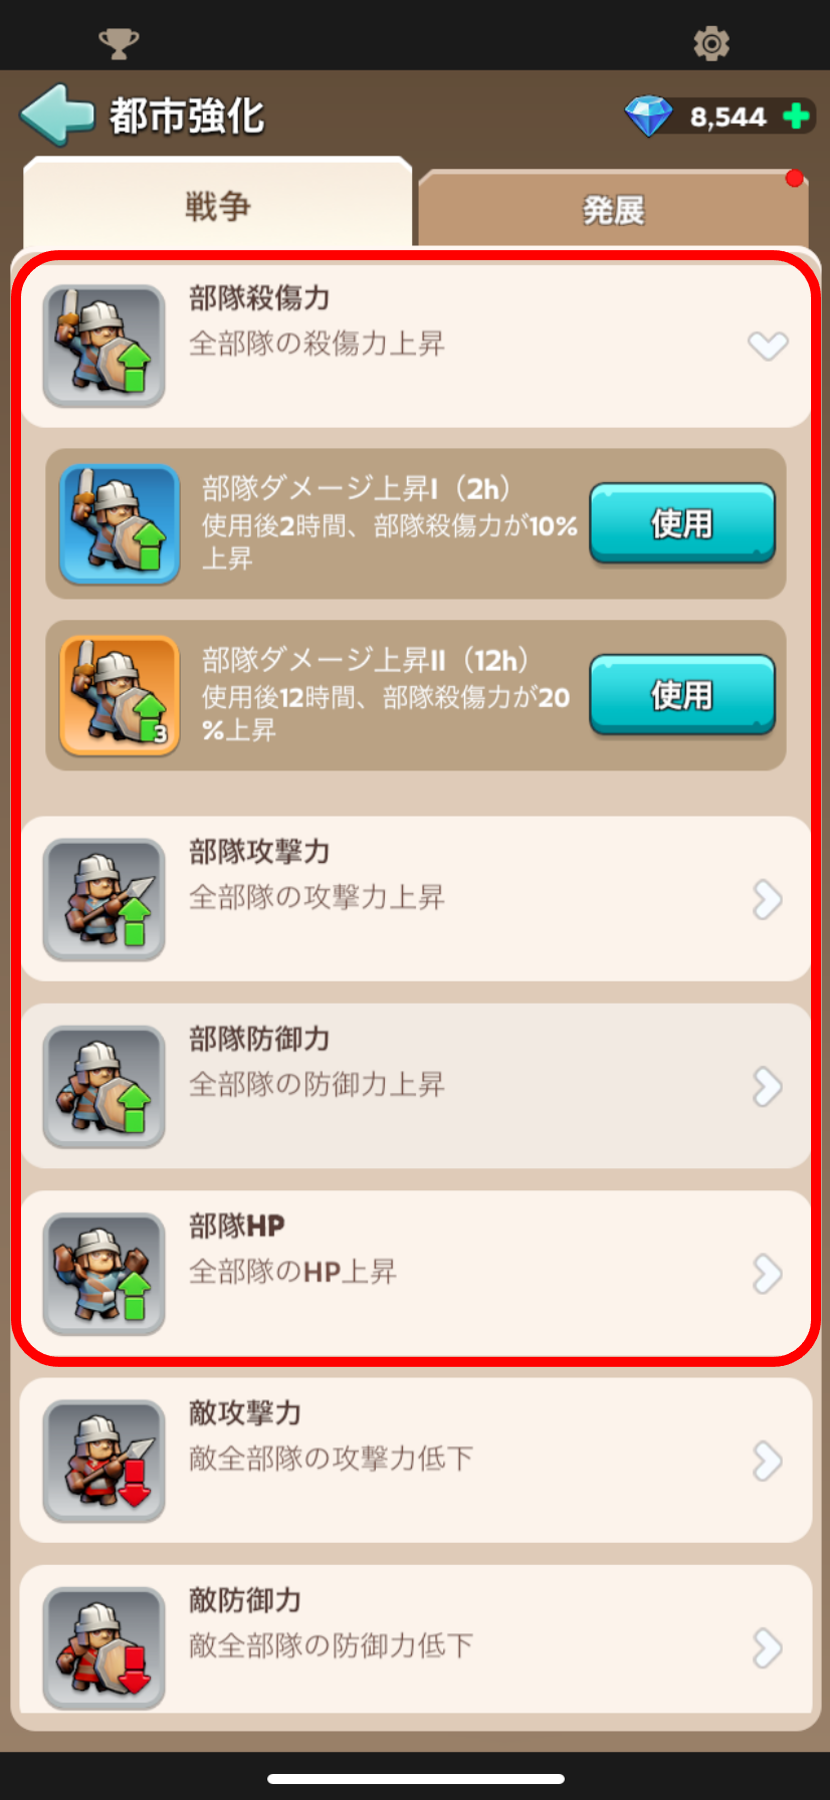 都市強化
8,544
戦争
発展
部隊殺傷力
全部隊の殺傷力上昇
部隊ダメージ上昇I（2h）
使用後2時間、部隊殺傷力が10%
上昇
使用
部隊ダメージ上昇II（12h）
使用後12時間、部隊殺傷力が20
%上昇
3
使用
部隊攻撃力
全部隊の攻撃力上昇
部隊防御力
全部隊の防御力上昇
部隊HP
全部隊のHP上昇
敵攻撃力
敵全部隊の攻撃力低下
敵防御力
敵全部隊の防御力低下